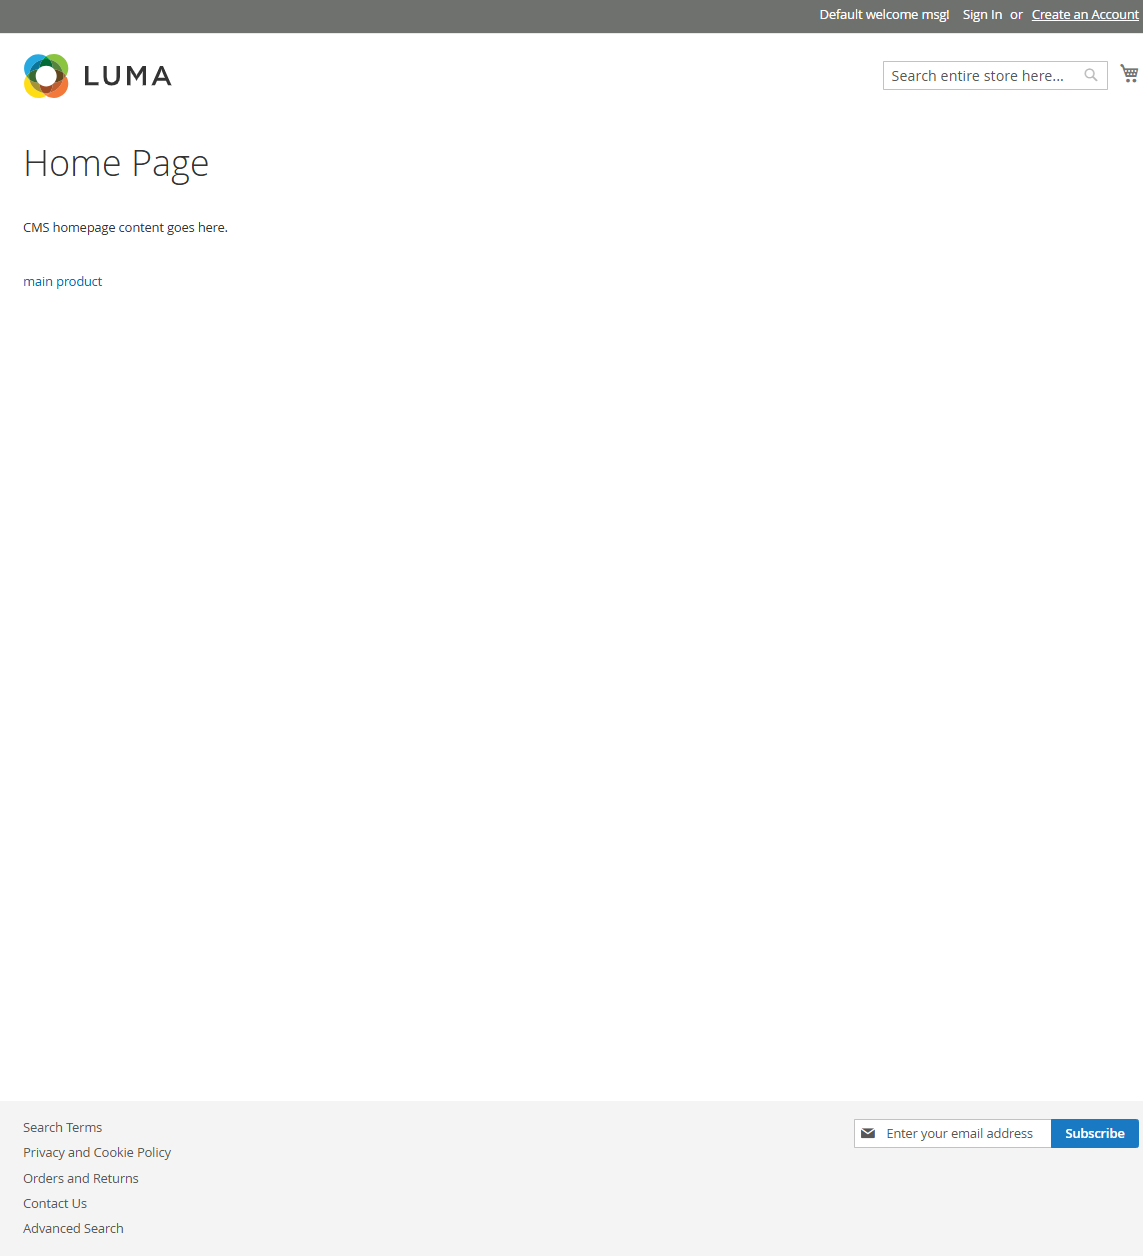 Default welcome msg! Sign In or Create an Account
LUMA
Search entire store here...
Home Page
CMS homepage content goes here.
main product
Search Terms
Privacy and Cookie Policy
Orders and Returns
Contact Us
Advanced Search
Enter your email address
Subscribe